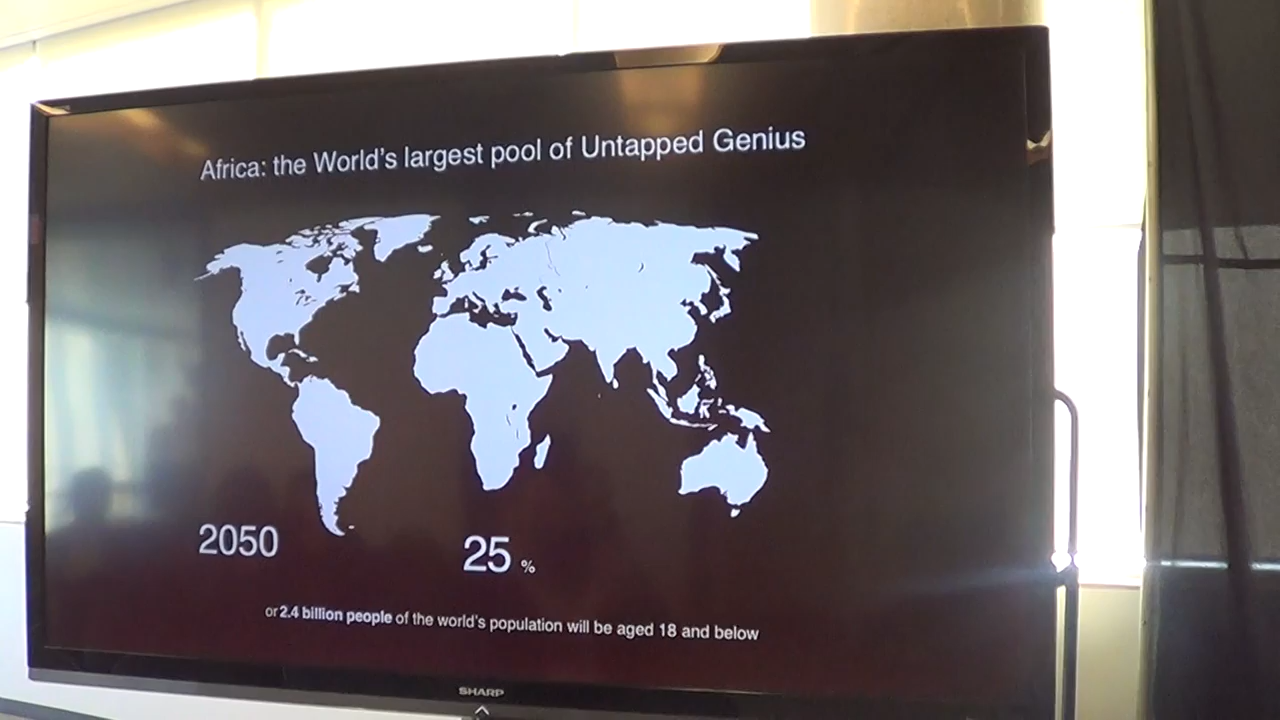 Africa: the World's largest pool of Untapped Genius
2050
25 %
or 2.4 billion people of the world's population will be aged 18 and below
SHARP